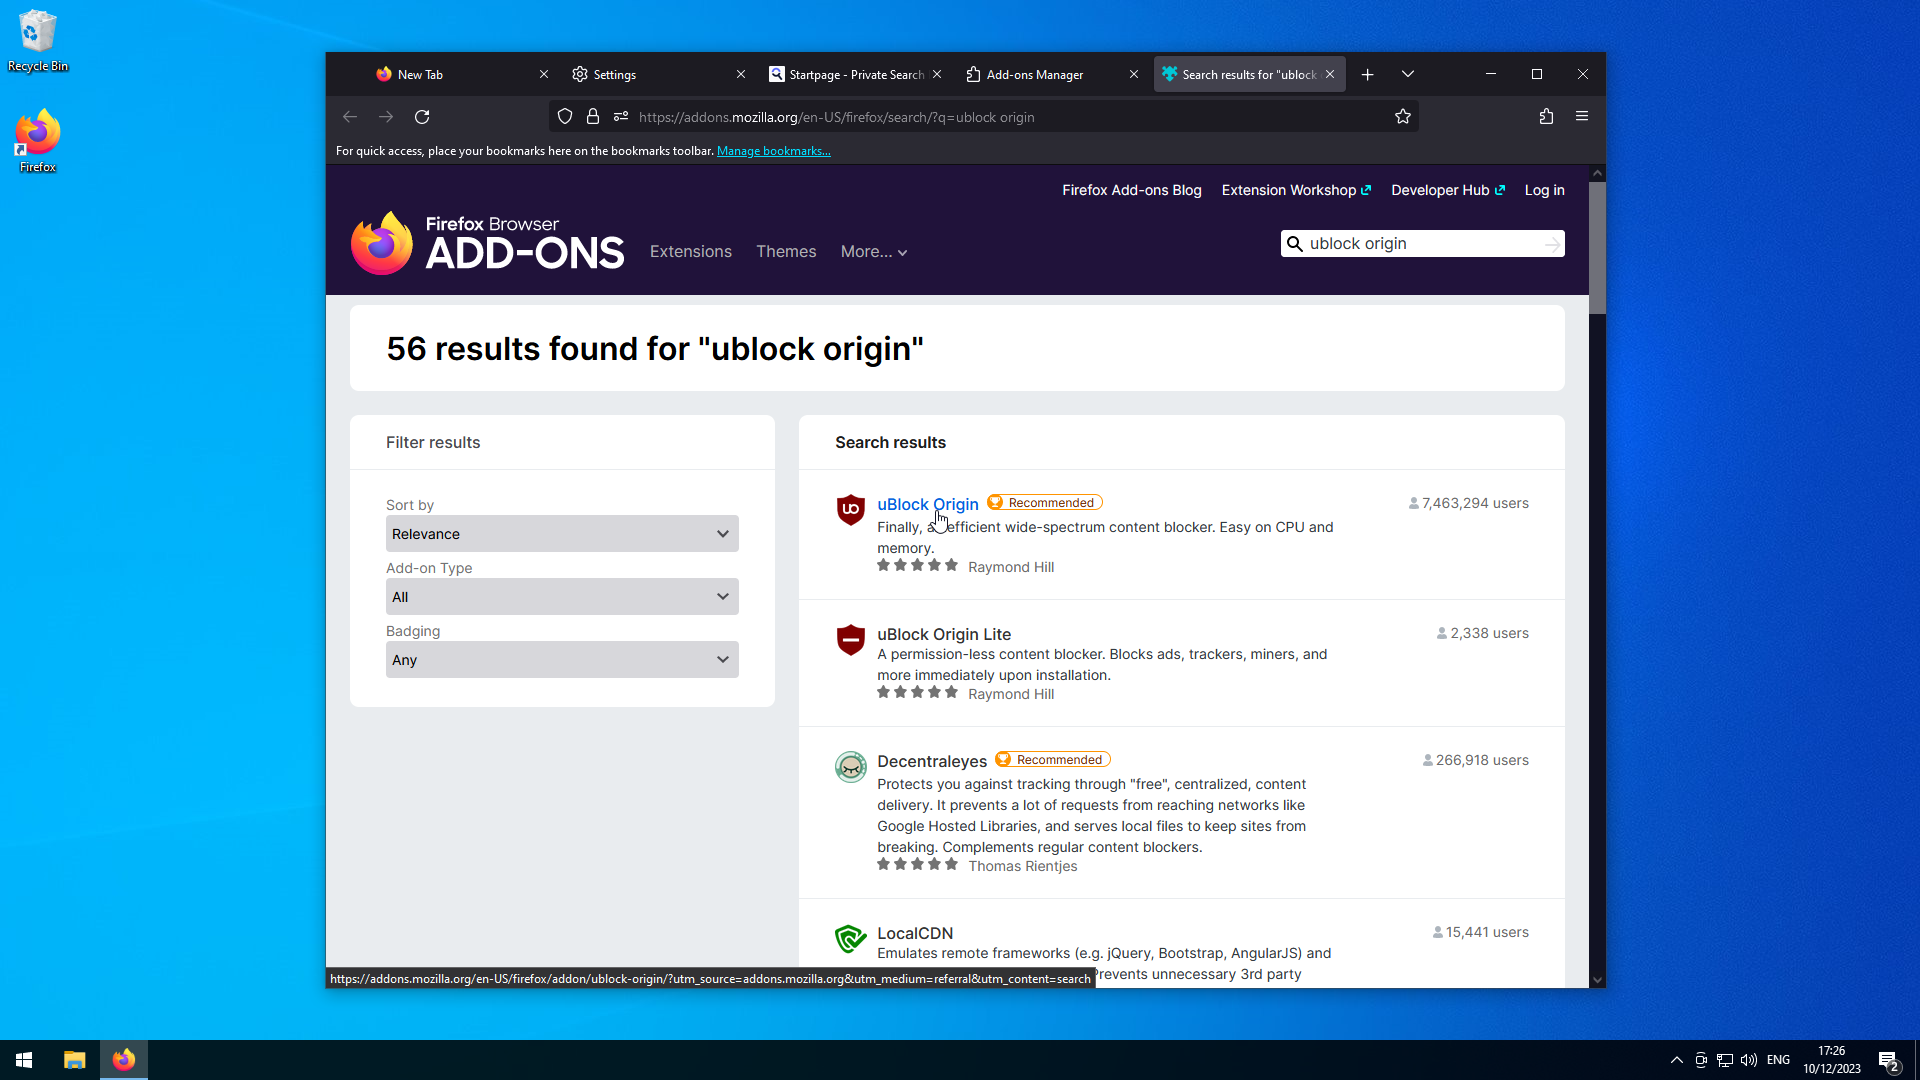 Recycle Bin
Firefox
New Tab
Settings
Startpage - Private Search
Add-ons Manager
Search results for "ublock
https://addons.mozilla.org/en-US/firefox/search/?q=ublock origin
For quick access, place your bookmarks here on the bookmarks toolbar. Manage bookmarks...
Firefox Add-ons Blog
Extension Workshop
Developer Hub
Log in
Firefox Browser
ADD-ONS
Extensions
Themes
More...
ublock origin
56 results found for "ublock origin"
Filter results
Sort by
Relevance
Add-on Type
All
Badging
Any
Search results
uBlock Origin
Recommended
7,463,294 users
Finally, a efficient wide-spectrum content blocker. Easy on CPU and
memory.
Raymond Hill
uBlock Origin Lite
2,338 users
A permission-less content blocker. Blocks ads, trackers, miners, and
more immediately upon installation.
Raymond Hill
Decentraleyes
Recommended
266,918 users
Protects you against tracking through "free", centralized, content
delivery. It prevents a lot of requests from reaching networks like
Google Hosted Libraries, and serves local files to keep sites from
breaking. Complements regular content blockers.
Thomas Rientjes
LocalCDN
15,441 users
Emulates remote frameworks (e.g. jQuery, Bootstrap, AngularJS) and
Prevents unnecessary 3rd party
https://addons.mozilla.org/en-US/firefox/addon/ublock-origin/?utm_source=addons.mozilla.org&utm_medium=referral&utm_content=search
ENG
17:26
10/12/2023
2